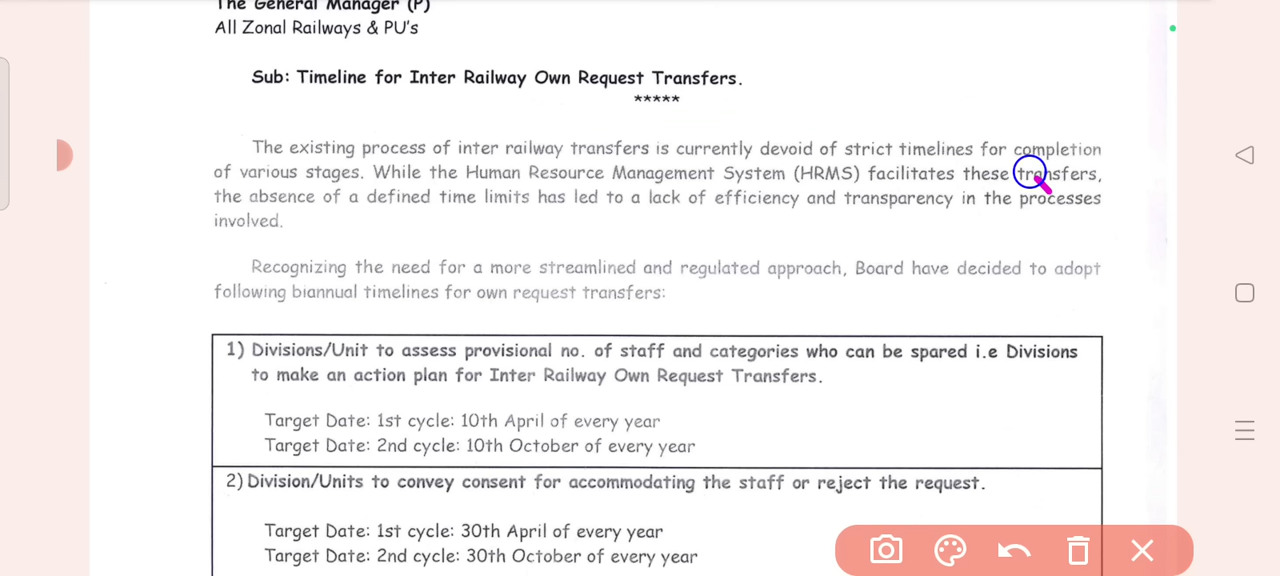 The General Manager (P)
All Zonal Railways & PU's
Sub: Timeline for Inter Railway Own Request Transfers.
*****
The existing process of inter railway transfers is currently devoid of strict timelines for completion
of various stages. While the Human Resource Management System (HRMS) facilitates these transfers,
the absence of a defined time limits has led to a lack of efficiency and transparency in the processes
involved.
Recognizing the need for a more streamlined and regulated approach, Board have decided to adopt
following biannual timelines for own request transfers:
1) Divisions/Unit to assess provisional no. of staff and categories who can be spared i.e Divisions
to make an action plan for Inter Railway Own Request Transfers.
Target Date: 1st cycle: 10th April of every year
Target Date: 2nd cycle: 10th October of every year
2) Division/Units to convey consent for accommodating the staff or reject the request.
Target Date: 1st cycle: 30th April of every year
Target Date: 2nd cycle: 30th October of every year